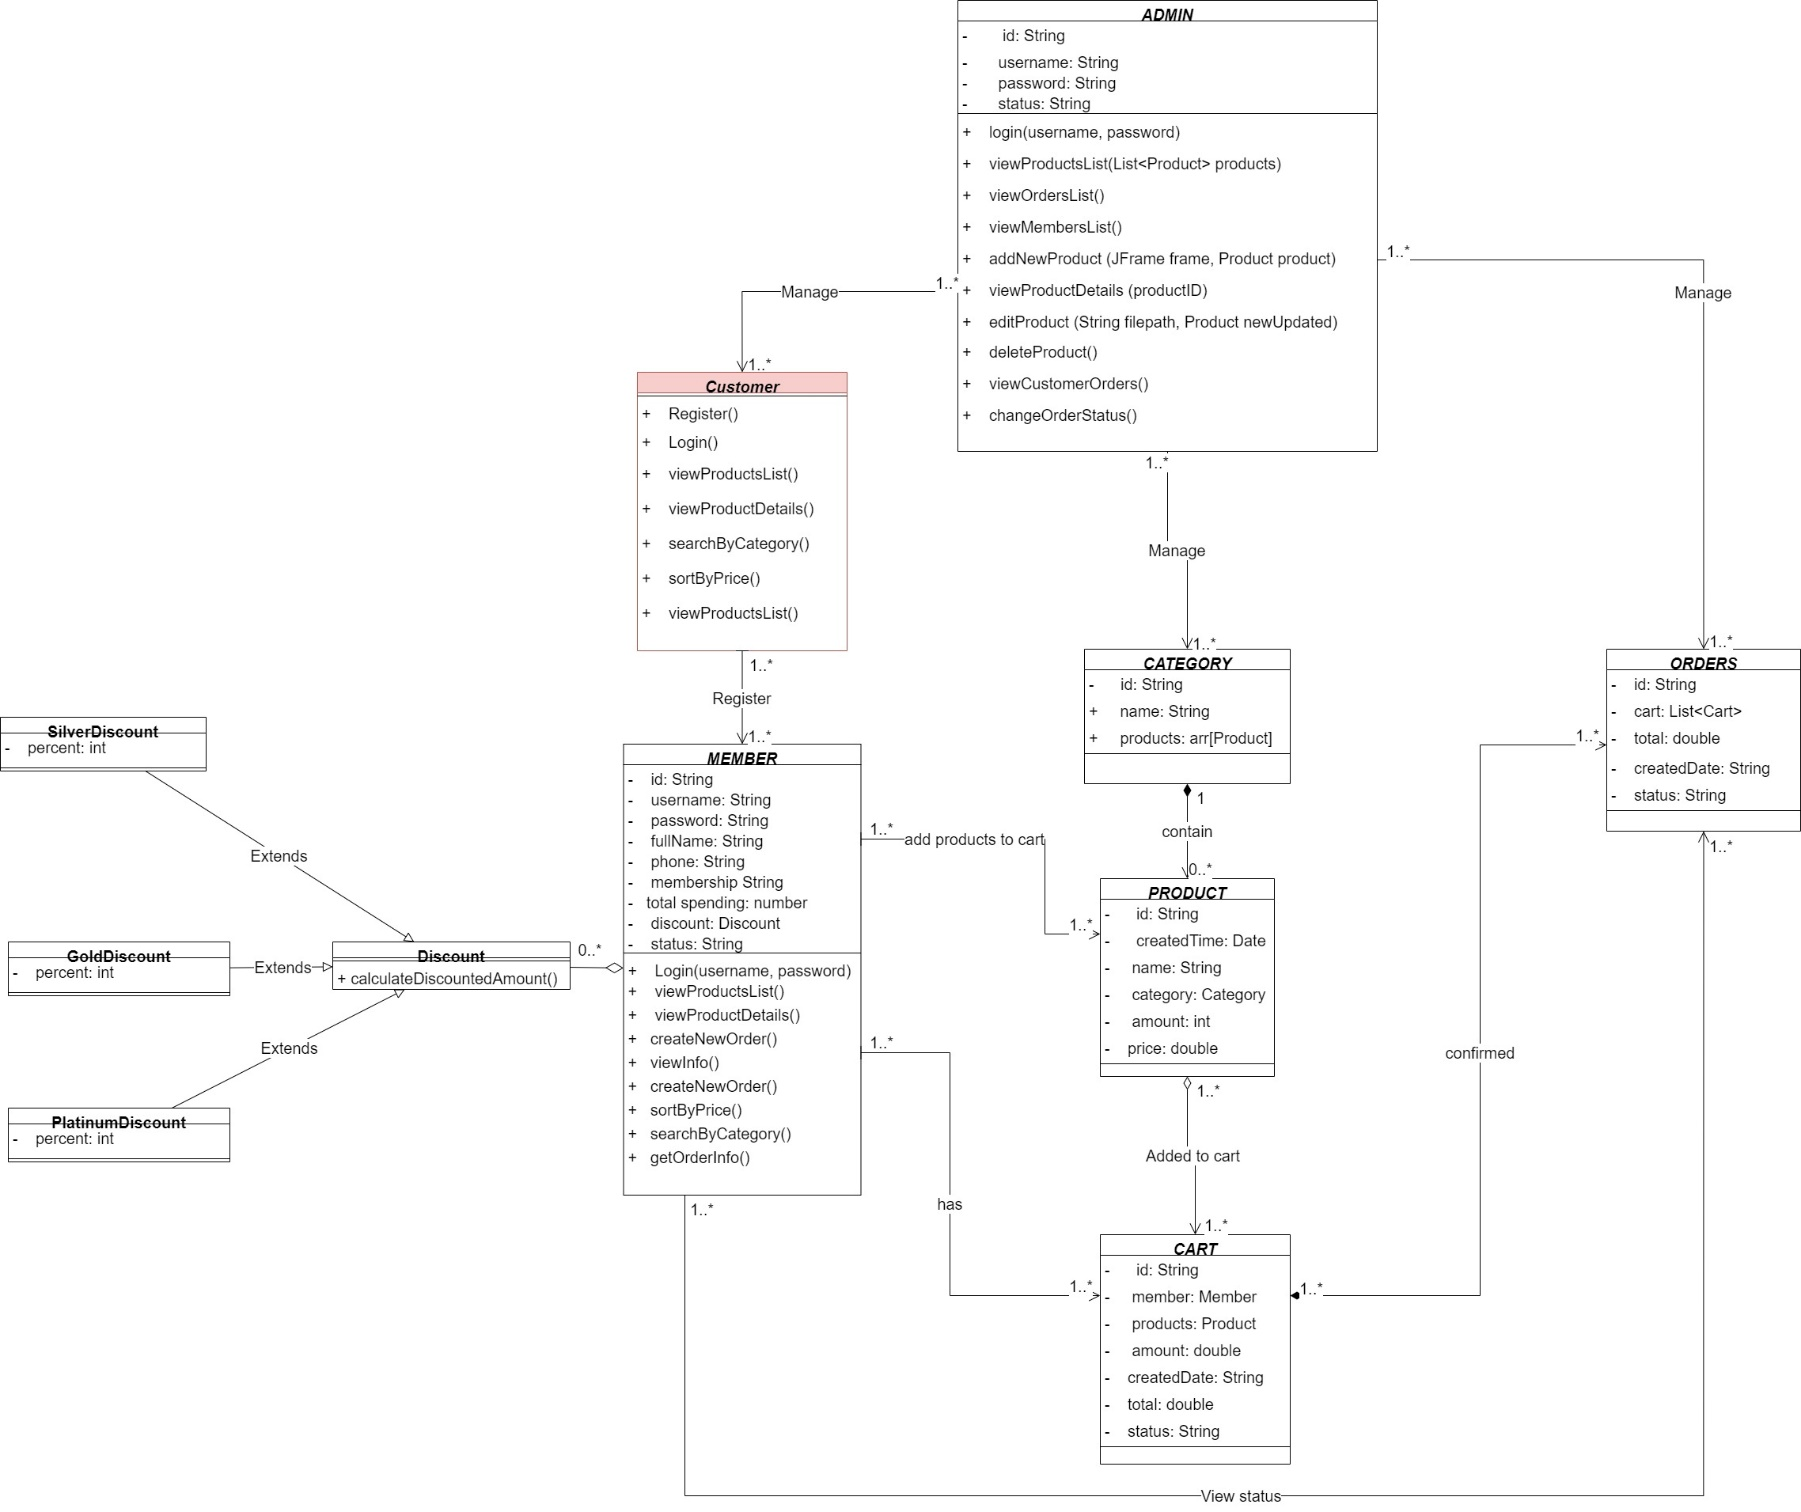 ADMIN
- id: String
- username: String
- password: String
- status: String
+ login(username, password)
+ viewProductsList(List<Product> products)
+ viewOrdersList()
+ viewMembersList()
+ addNewProduct (JFrame frame, Product product)
+ viewProductDetails (productID)
+ editProduct (String filepath, Product newUpdated)
+ deleteProduct()
+ viewCustomerOrders()
+ changeOrderStatus()
1..*
Manage
1..*
1..*
Manage
1..*
1..*
Manage
1..*
Customer
+ Register()
+ Login()
+ viewProductsList()
+ viewProductDetails()
+ searchByCategory()
+ sortByPrice()
+ viewProductsList()
1..*
Register
1..*
CATEGORY
- id: String
+ name: String
+ products: arr[Product]
1
contain
0..*
ORDERS
- id: String
- cart: List<Cart>
- total: double
- createdDate: String
- status: String
1..*
1..*
SilverDiscount
- percent: int
Extends
GoldDiscount
- percent: int
Extends
PlatinumDiscount
- percent: int
Extends
Discount
+ calculateDiscountedAmount()
0..*
MEMBER
- id: String
- username: String
- password: String
- fullName: String
- phone: String
- membership String
- total spending: number
- discount: Discount
- status: String
+ Login(username, password)
+ viewProductsList()
+ viewProductDetails()
+ createNewOrder()
+ viewInfo()
+ createNewOrder()
+ sortByPrice()
+ searchByCategory()
+ getOrderInfo()
1..*
add products to cart
1..*
1..*
has
1..*
1..*
PRODUCT
- id: String
- createdTime: Date
- name: String
- category: Category
- amount: int
- price: double
1..*
Added to cart
1..*
confirmed
CART
- id: String
- member: Member
- products: Product
- amount: double
- createdDate: String
- total: double
- status: String
1..*
View status